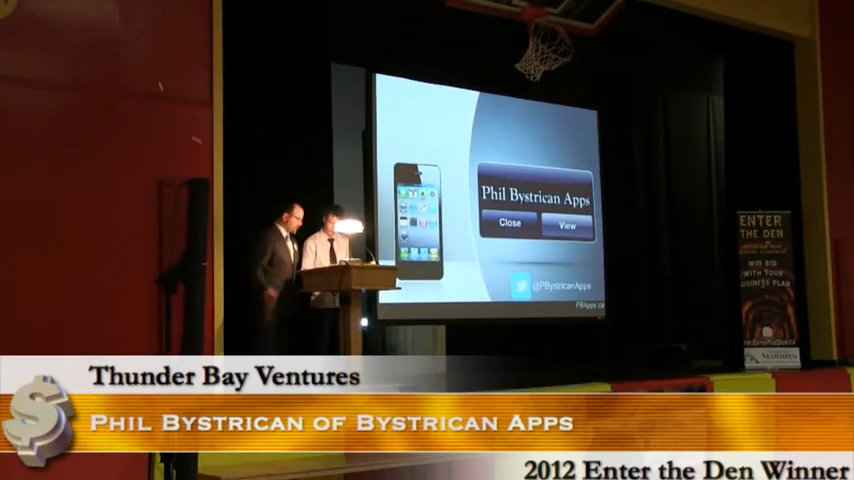 Phil Bystrican Apps
Close
View
@PBystricanApps
PBApps.ca
ENTER
THE DEN
WIN BIG
WITH YOUR
BUSINESS PLAN
Ventures
Thunder Bay Ventures
PHIL BYSTRICAN OF BYSTRICAN APPS
2012 Enter the Den Winner